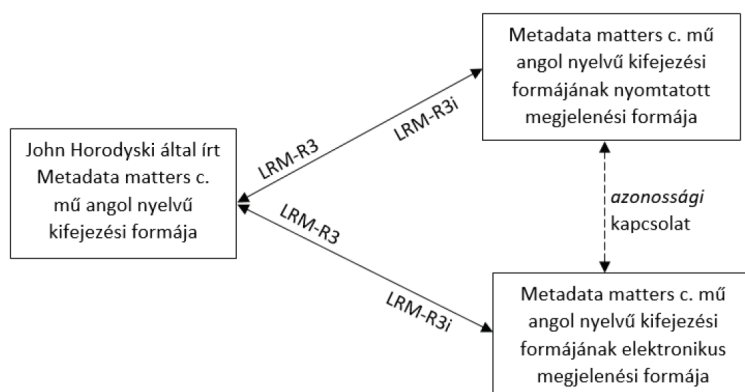 John Horodyski által írt
Metadata matters c.
mű angol nyelvű
kifejezési formája
LRM-R3
LRM-R3i
Metadata matters c. mű
angol nyelvű kifejezési
formájának nyomtatott
megjelenési formája
azonossági
kapcsolat
LRM-R3
LRM-R3i
Metadata matters c. mű
angol nyelvű kifejezési
formájának elektronikus
megjelenési formája